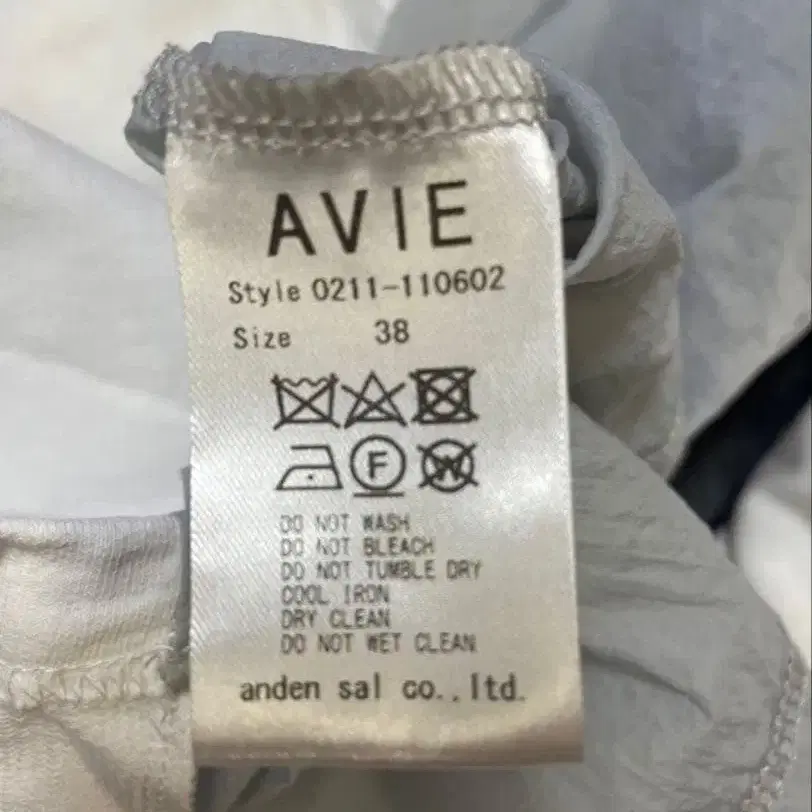 AVIE
Style 0211-110602
Size 38
F W
DO NOT WASH
DO NOT BLEACH
DO NOT TUMBLE DRY
COOL IRON
DRY CLEAN
DO NOT WET CLEAN
anden sal co.,ltd.